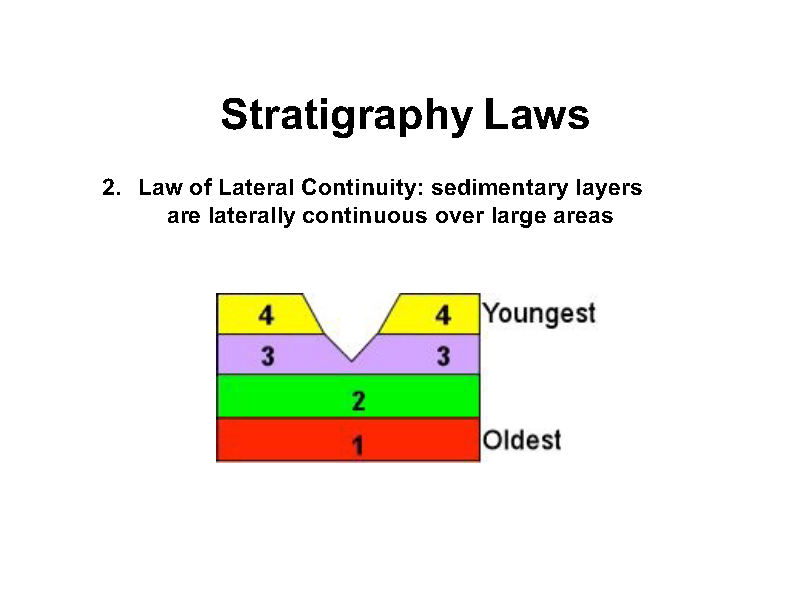 Stratigraphy Laws
2. Law of Lateral Continuity: sedimentary layers
are laterally continuous over large areas
4 4 Youngest
3 3
2
1 Oldest